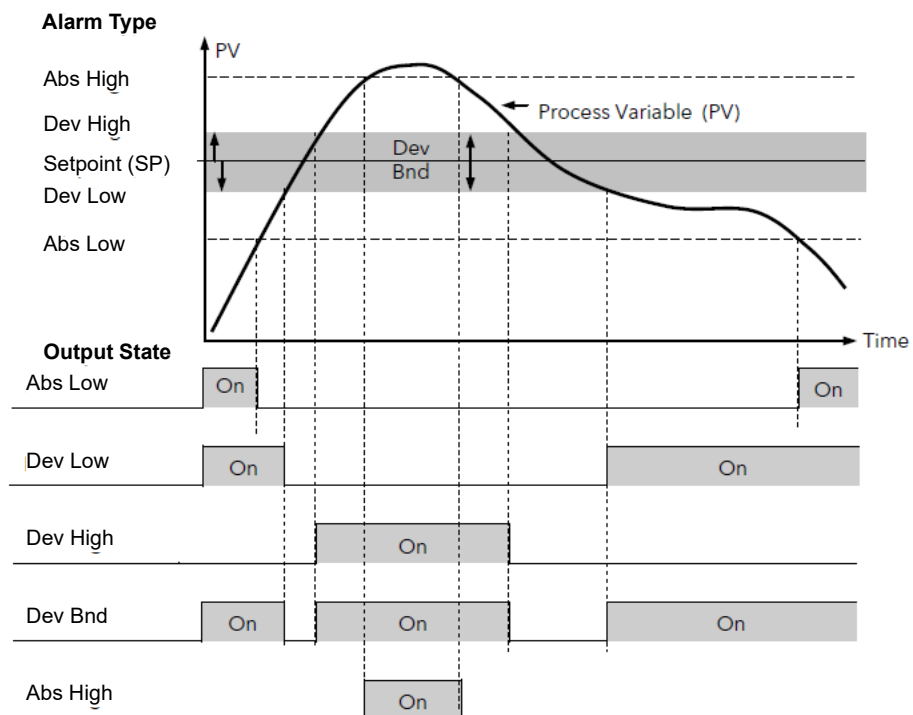 Alarm Type
PV
Abs High
Process Variable (PV)
Dev High
Dev
Bnd
Setpoint (SP)
Dev Low
Abs Low
Time
Output State
Abs Low
On
On
Dev Low
On
On
Dev High
On
Dev Bnd
On
On
On
Abs High
On